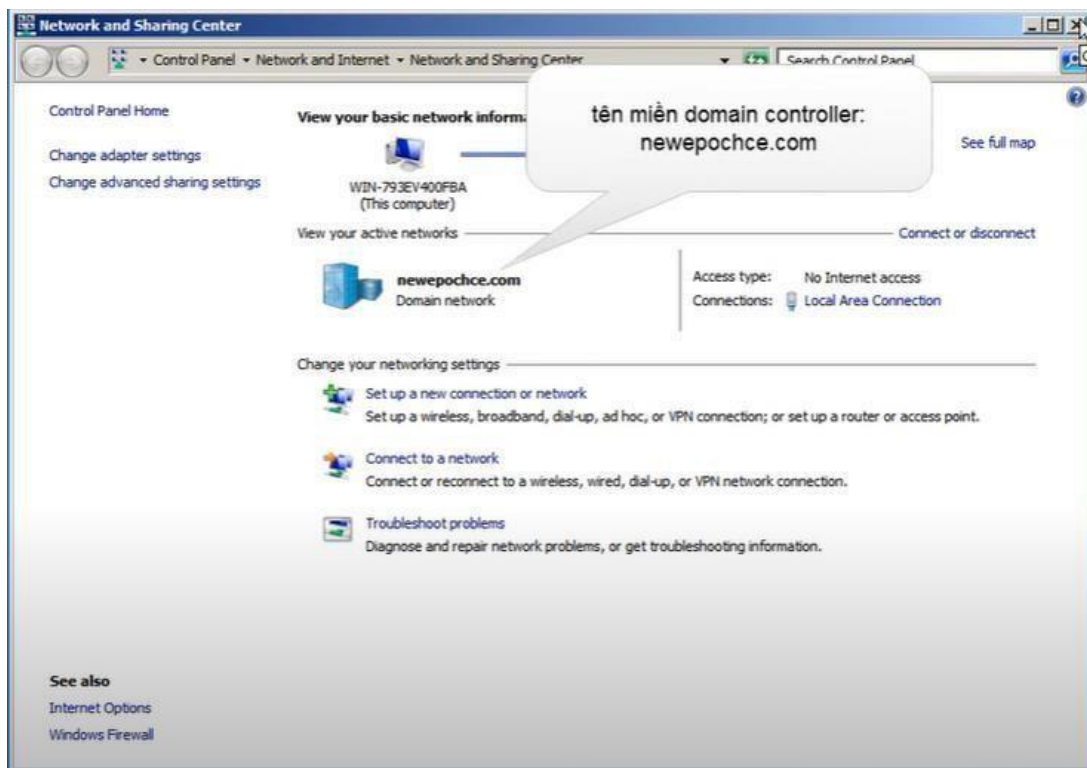 Network and Sharing Center
Control Panel Network and Internet Network and Sharing Center
Search Control Panel
Control Panel Home
Change adapter settings
Change advanced sharing settings
View your basic network informa
tên miền domain controller:
newepochce.com
See full map
WIN-793EV400FBA
(This computer)
View your active networks
Connect or disconnect
newepochce.com
Domain network
Access type: No Internet access
Connections: Local Area Connection
Change your networking settings
Set up a new connection or network
Set up a wireless, broadband, dial-up, ad hoc, or VPN connection; or set up a router or access point.
Connect to a network
Connect or reconnect to a wireless, wired, dial-up, or VPN network connection.
Troubleshoot problems
Diagnose and repair network problems, or get troubleshooting information.
See also
Internet Options
Windows Firewall